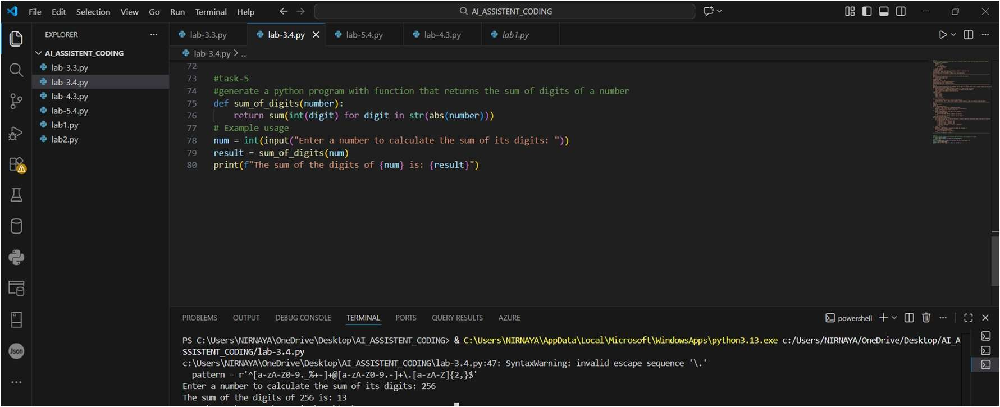 File Edit Selection View Go Run Terminal Help
AI_ASSISTENT_CODING
EXPLORER
AI_ASSISTENT_CODING
lab-3.3.py
lab-3.4.py
lab-4.3.py
lab-5.4.py
lab1.py
lab2.py
Json
lab-3.3.py lab-3.4.py lab-5.4.py lab-4.3.py lab1.py
lab-3.4.py > ...
72
73 #task-5
74 #generate a python program with function that returns the sum of digits of a number
75 def sum_of_digits(number):
76     return sum(int(digit) for digit in str(abs(number)))
77 # Example usage
78 num = int(input("Enter a number to calculate the sum of its digits: "))
79 result = sum_of_digits(num)
80 print(f"The sum of the digits of {num} is: {result}")
PROBLEMS OUTPUT DEBUG CONSOLE TERMINAL PORTS QUERY RESULTS AZURE
powershell
PS C:\Users\NIRNAYA\OneDrive\Desktop\AI_ASSISTENT_CODING> & C:\Users\NIRNAYA\AppData\Local\Microsoft\WindowsApps\python3.13.exe c:/Users/NIRNAYA/OneDrive/Desktop/AI_A
SSISTENT_CODING/lab-3.4.py
c:\Users\NIRNAYA\OneDrive\Desktop\AI_ASSISTENT_CODING\lab-3.4.py:47: SyntaxWarning: invalid escape sequence '\.'
  pattern = r'^[a-zA-Z0-9._%+-]+@[a-zA-Z0-9.-]+\.[a-zA-Z]{2,}$'
Enter a number to calculate the sum of its digits: 256
The sum of the digits of 256 is: 13